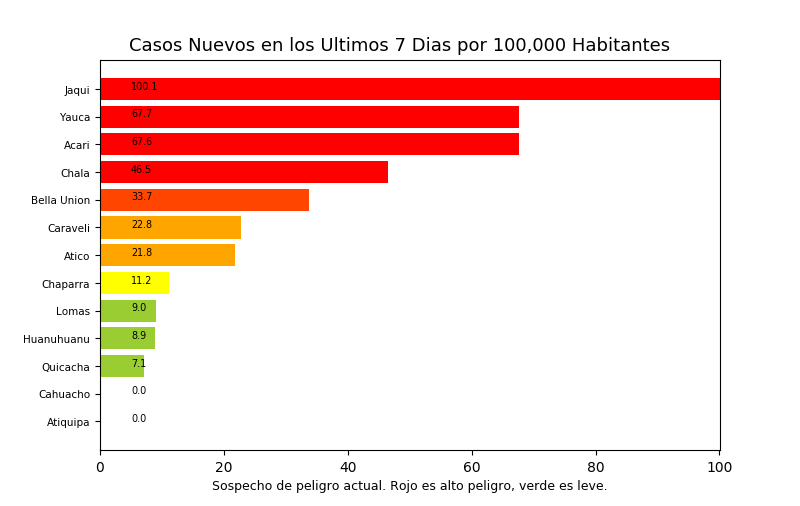 Casos Nuevos en los Ultimos 7 Dias por 100,000 Habitantes
Jaqui 100.1
Yauca 67.7
Acari 67.6
Chala 46.5
Bella Union 33.7
Caraveli 22.8
Atico 21.8
Chaparra 11.2
Lomas 9.0
Huanuhuanu 8.9
Quicacha 7.1
Cahuacho 0.0
Atiquipa 0.0
0 20 40 60 80 100
Sospecho de peligro actual. Rojo es alto peligro, verde es leve.